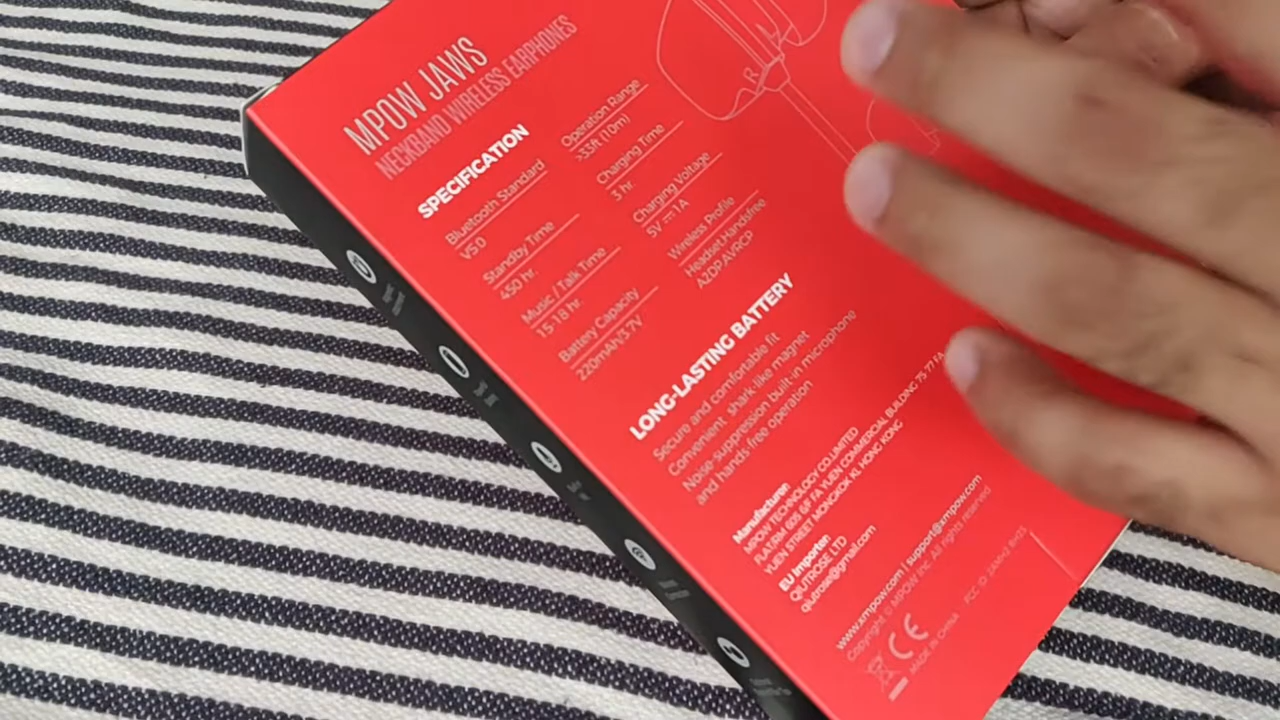 MPOW JAWS
NECKBAND WIRELESS EARPHONES
SPECIFICATION
Bluetooth Standard
V5.0
Standby Time
450 hr.
Music / Talk Time
15-18 hr.
Battery Capacity
220mAh/3.7V
Operation Range
>33ft (10m)
Charging Time
3 hr.
Charging Voltage
5V ⎓ 1A
Wireless Profile
Headset,Handsfree
A2DP,AVRCP
R
LONG-LASTING BATTERY
Secure and comfortable fit
Convenient, shark like magnet
Noise-suppression built-in microphone
and hands-free operation
Manufacturer:
MPOW TECHNOLOGY CO.LIMITED
FLAT/RM 605 6/F FA YUEN COMMERCIAL BUILDING 75 77 FA
YUEN STREET MONGKOK KL HONG KONG
EU Importer:
QUTROSE LTD
qutrose@gmail.com
www.xmpow.com | support@xmpow.com
Copyright © MPOW Inc. All rights reserved
CE
MADE IN CHINA
FCC ID: